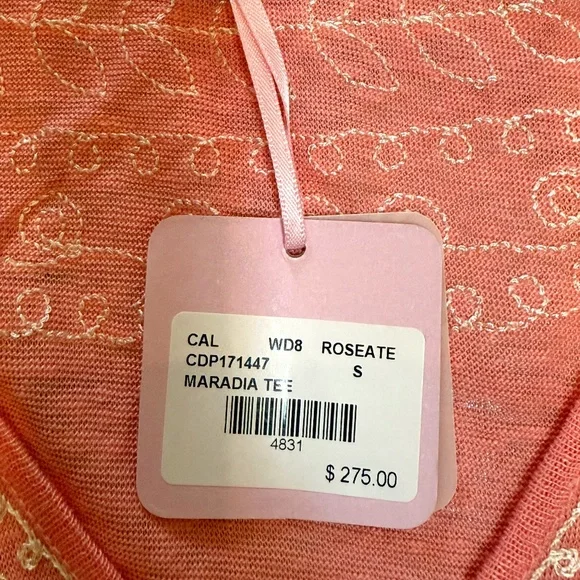 CAL WD8 ROSEATE
CDP171447 S
MARADIA TEE
4831
$ 275.00